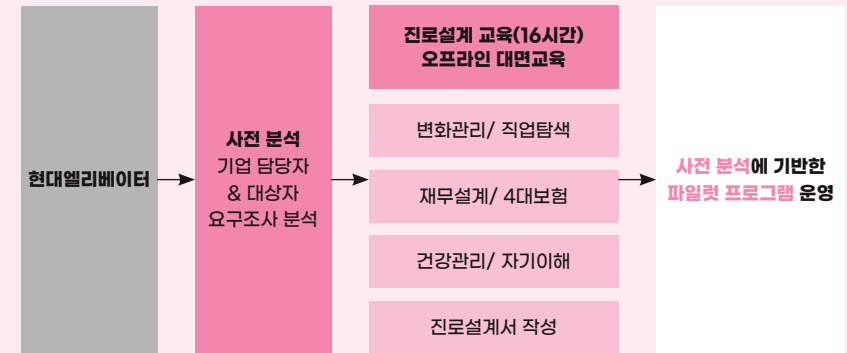 현대엘리베이터
사전 분석
기업 담당자
& 대상자
요구조사 분석
진로설계 교육(16시간)
오프라인 대면교육
변화관리/ 직업탐색
재무설계/ 4대보험
건강관리/ 자기이해
진로설계서 작성
사전 분석에 기반한
파일럿 프로그램 운영